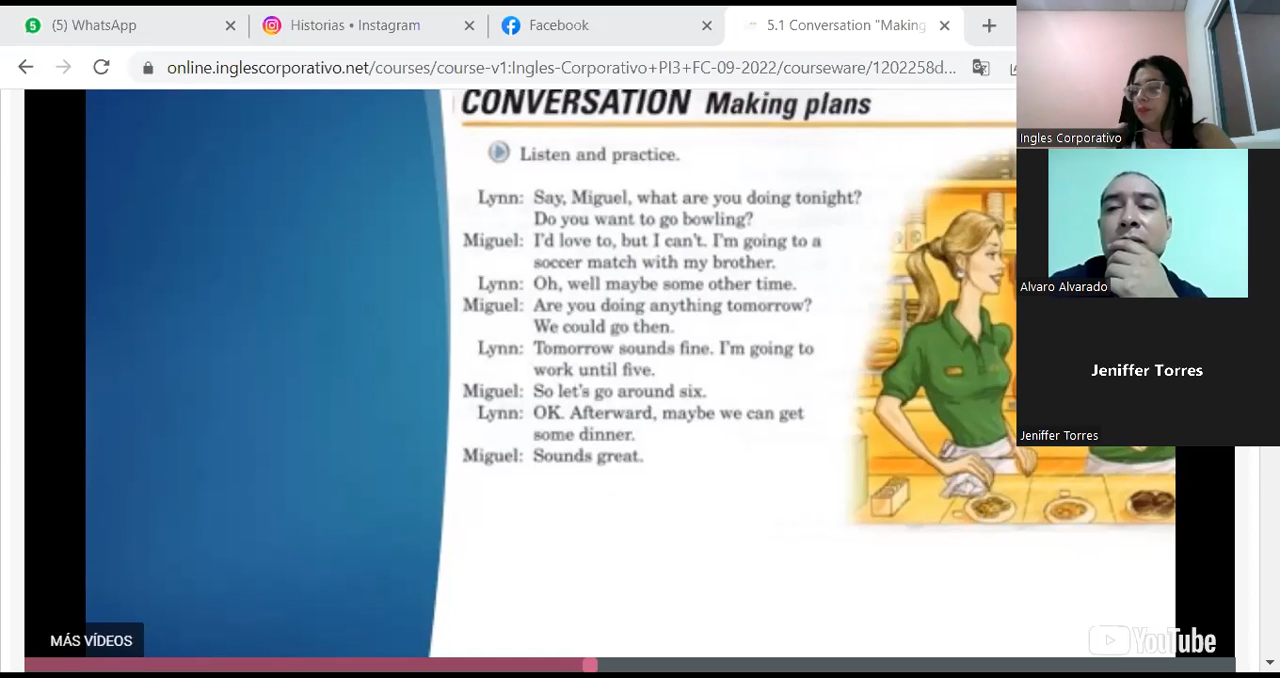 (5) WhatsApp
Historias • Instagram
Facebook
5.1 Conversation "Making
online.inglescorporativo.net/courses/course-v1:Ingles-Corporativo+PI3+FC-09-2022/courseware/1202258d...
CONVERSATION Making plans
Listen and practice.
Lynn: Say, Miguel, what are you doing tonight?
Do you want to go bowling?
Miguel: I'd love to, but I can't. I'm going to a
soccer match with my brother.
Lynn: Oh, well maybe some other time.
Miguel: Are you doing anything tomorrow?
We could go then.
Lynn: Tomorrow sounds fine. I'm going to
work until five.
Miguel: So let's go around six.
Lynn: OK. Afterward, maybe we can get
some dinner.
Miguel: Sounds great.
MÁS VÍDEOS
YouTube
Ingles Corporativo
Alvaro Alvarado
Jeniffer Torres
Jeniffer Torres